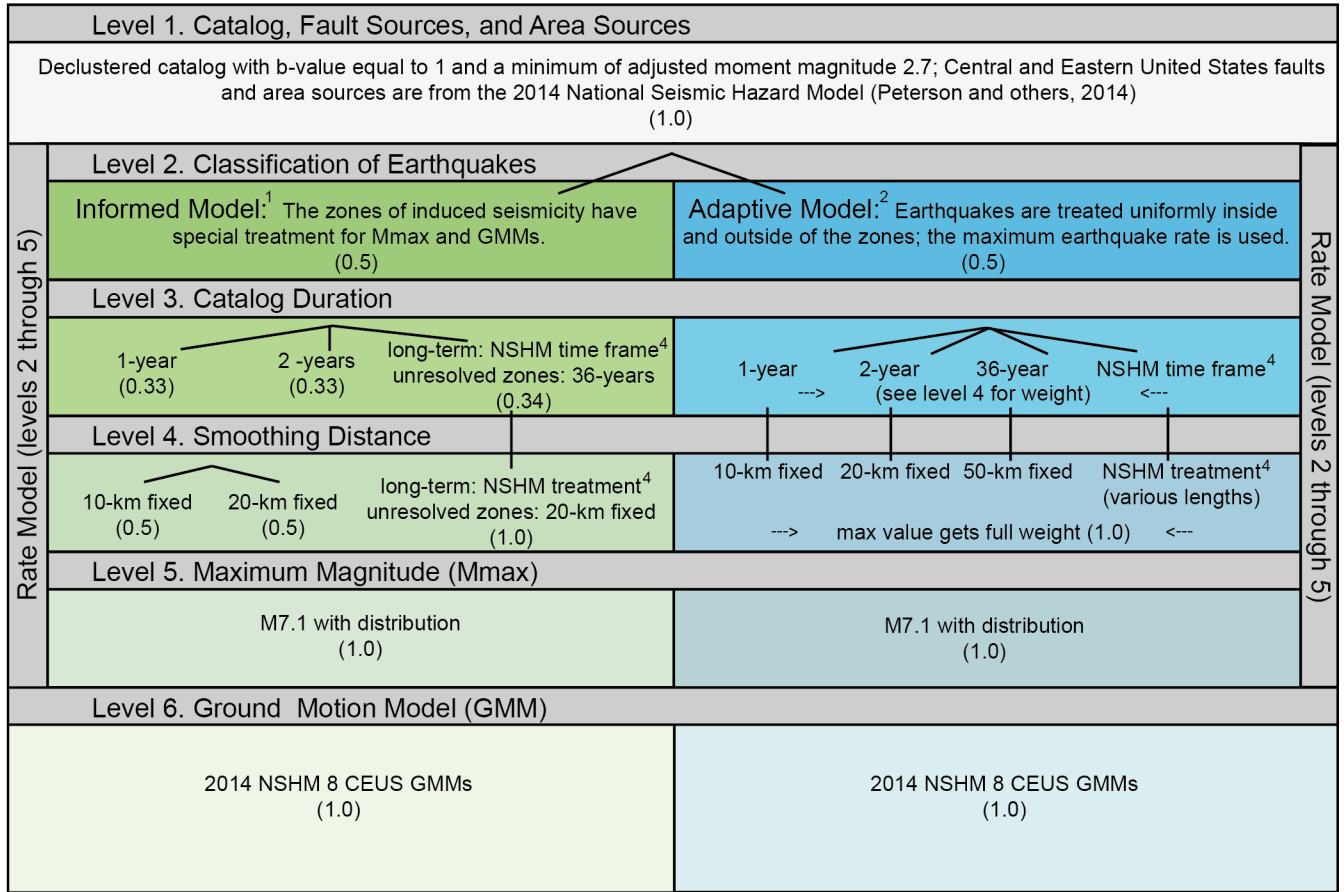 Level 1. Catalog, Fault Sources, and Area Sources
Declustered catalog with b-value equal to 1 and a minimum of adjusted moment magnitude 2.7; Central and Eastern United States faults
and area sources are from the 2014 National Seismic Hazard Model (Peterson and others, 2014)
(1.0)
Rate Model (levels 2 through 5)
Level 2. Classification of Earthquakes
Informed Model:¹ The zones of induced seismicity have
special treatment for Mmax and GMMs.
(0.5)
Adaptive Model:² Earthquakes are treated uniformly inside
and outside of the zones; the maximum earthquake rate is used.
(0.5)
Level 3. Catalog Duration
1-year
(0.33)
2 -years
(0.33)
long-term: NSHM time frame⁴
unresolved zones: 36-years
(0.34)
1-year 2-year 36-year NSHM time frame⁴
---> (see level 4 for weight) <---
Level 4. Smoothing Distance
10-km fixed
(0.5)
20-km fixed
(0.5)
long-term: NSHM treatment⁴
unresolved zones: 20-km fixed
(1.0)
10-km fixed 20-km fixed 50-km fixed NSHM treatment⁴
(various lengths)
---> max value gets full weight (1.0) <---
Level 5. Maximum Magnitude (Mmax)
M7.1 with distribution
(1.0)
M7.1 with distribution
(1.0)
Rate Model (levels 2 through 5)
Level 6. Ground  Motion Model (GMM)
2014 NSHM 8 CEUS GMMs
(1.0)
2014 NSHM 8 CEUS GMMs
(1.0)